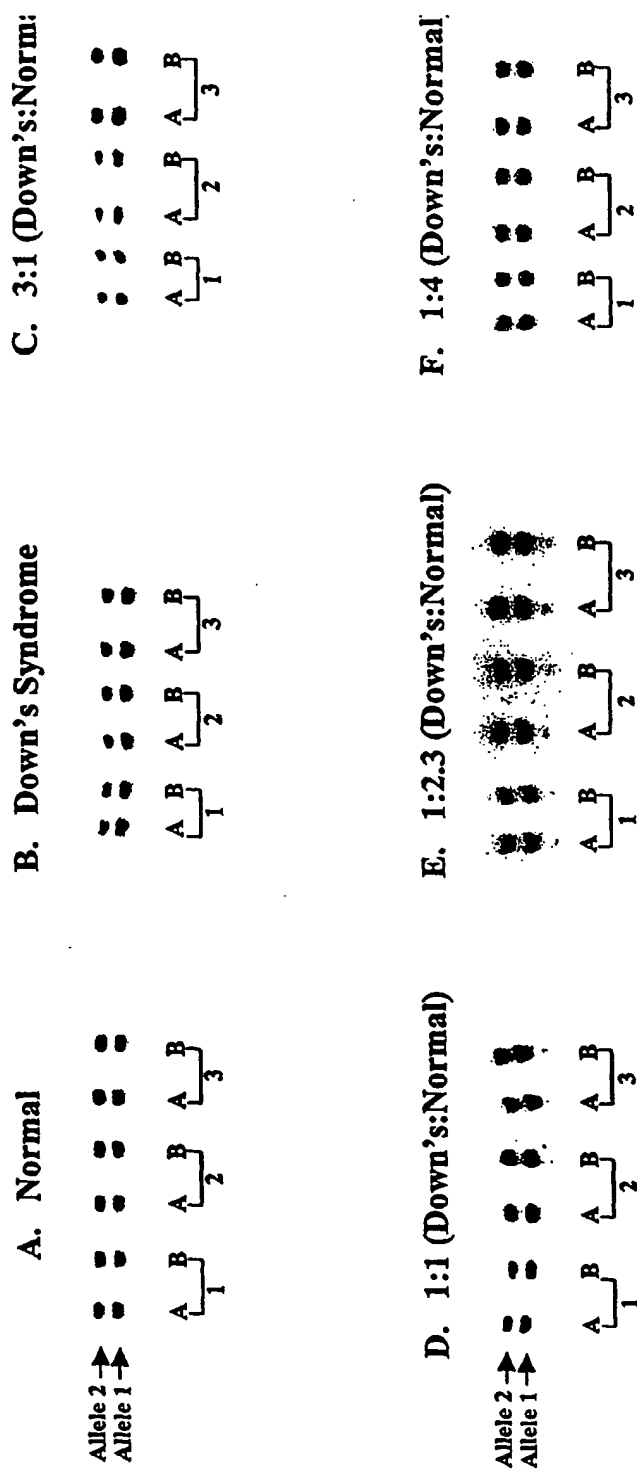 A. Normal
Allele 2
Allele 1
A B A B A B
1 2 3
B. Down's Syndrome
A B A B A B
1 2 3
C. 3:1 (Down's:Norm
A B A B A B
1 2 3
D. 1:1 (Down's:Normal)
Allele 2
Allele 1
A B A B A B
1 2 3
E. 1:2.3 (Down's:Normal)
A B A B A B
1 2 3
F. 1:4 (Down's:Normal
A B A B A B
1 2 3